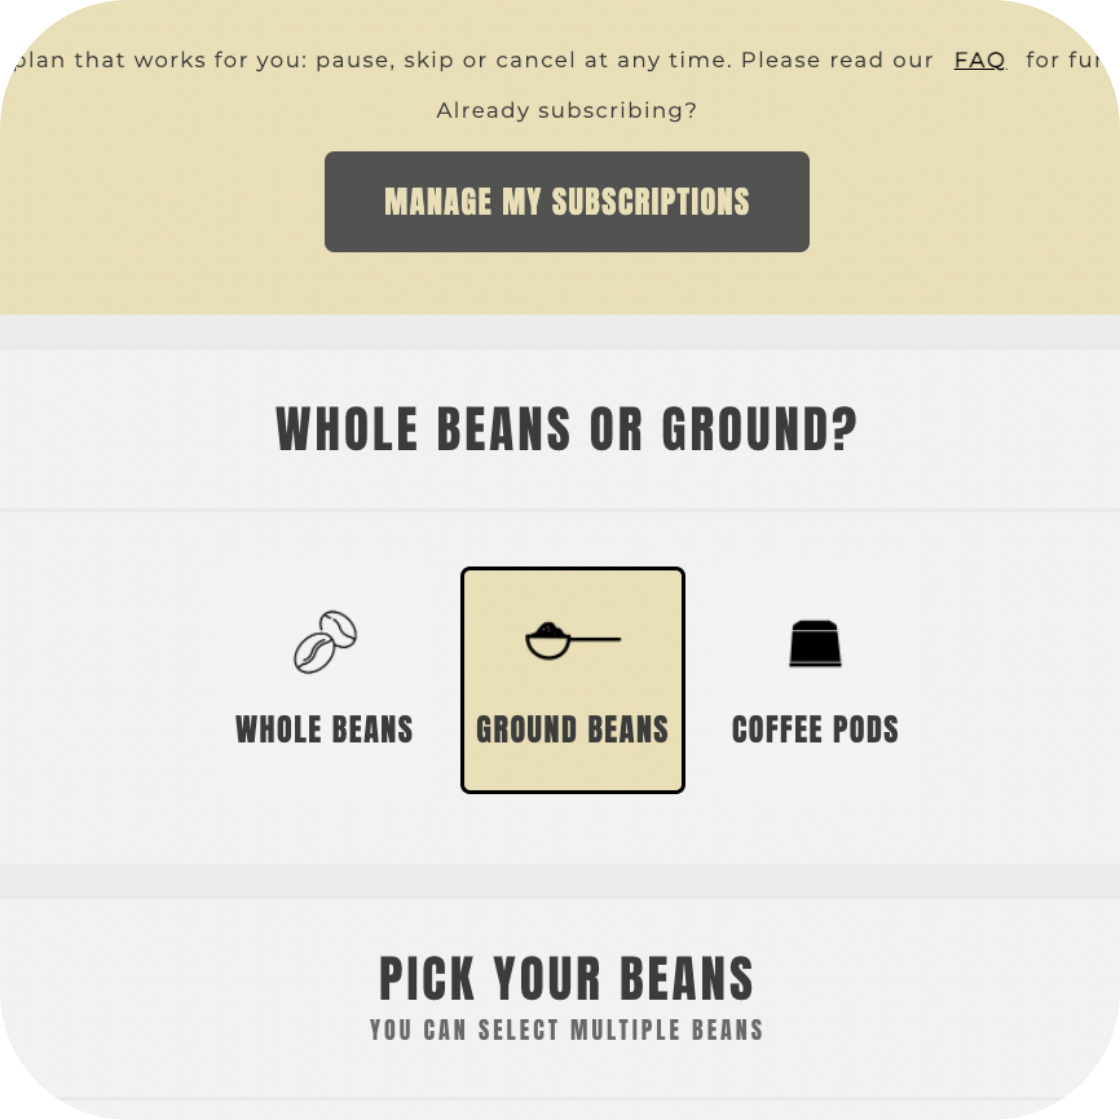 plan that works for you: pause, skip or cancel at any time. Please read our FAQ for
Already subscribing?
MANAGE MY SUBSCRIPTIONS
WHOLE BEANS OR GROUND?
WHOLE BEANS
GROUND BEANS
COFFEE PODS
PICK YOUR BEANS
YOU CAN SELECT MULTIPLE BEANS